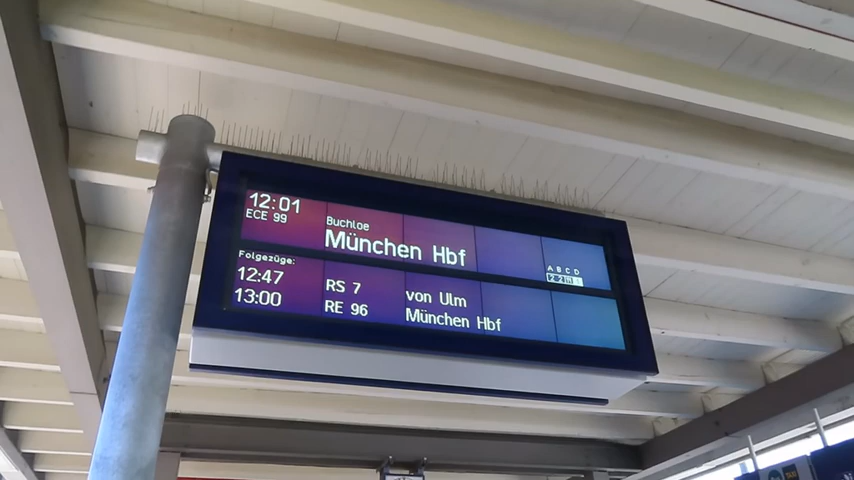 12:01
ECE 99
Buchloe
München Hbf
A B C D
Folgezüge:
12:47 RS 7 von Ulm
13:00 RE 96 München Hbf